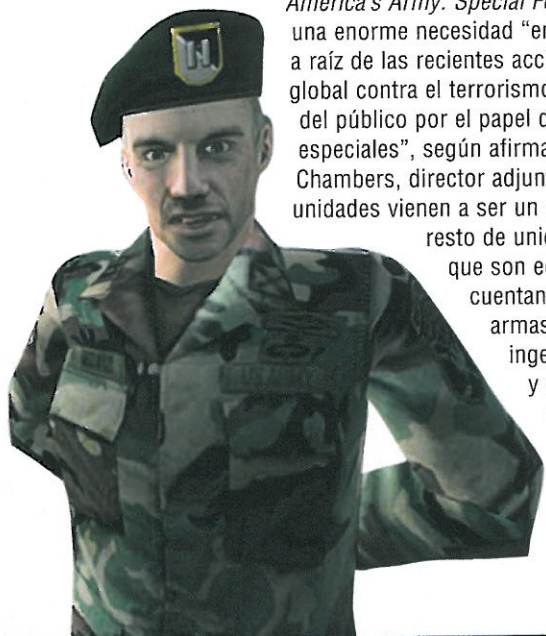 America's Army: Special Fo
una enorme necesidad "en
a raíz de las recientes acc
global contra el terrorismo
del público por el papel d
especiales", según afirma
Chambers, director adjun
unidades vienen a ser un
resto de unid
que son e
cuentan
armas
inge
y